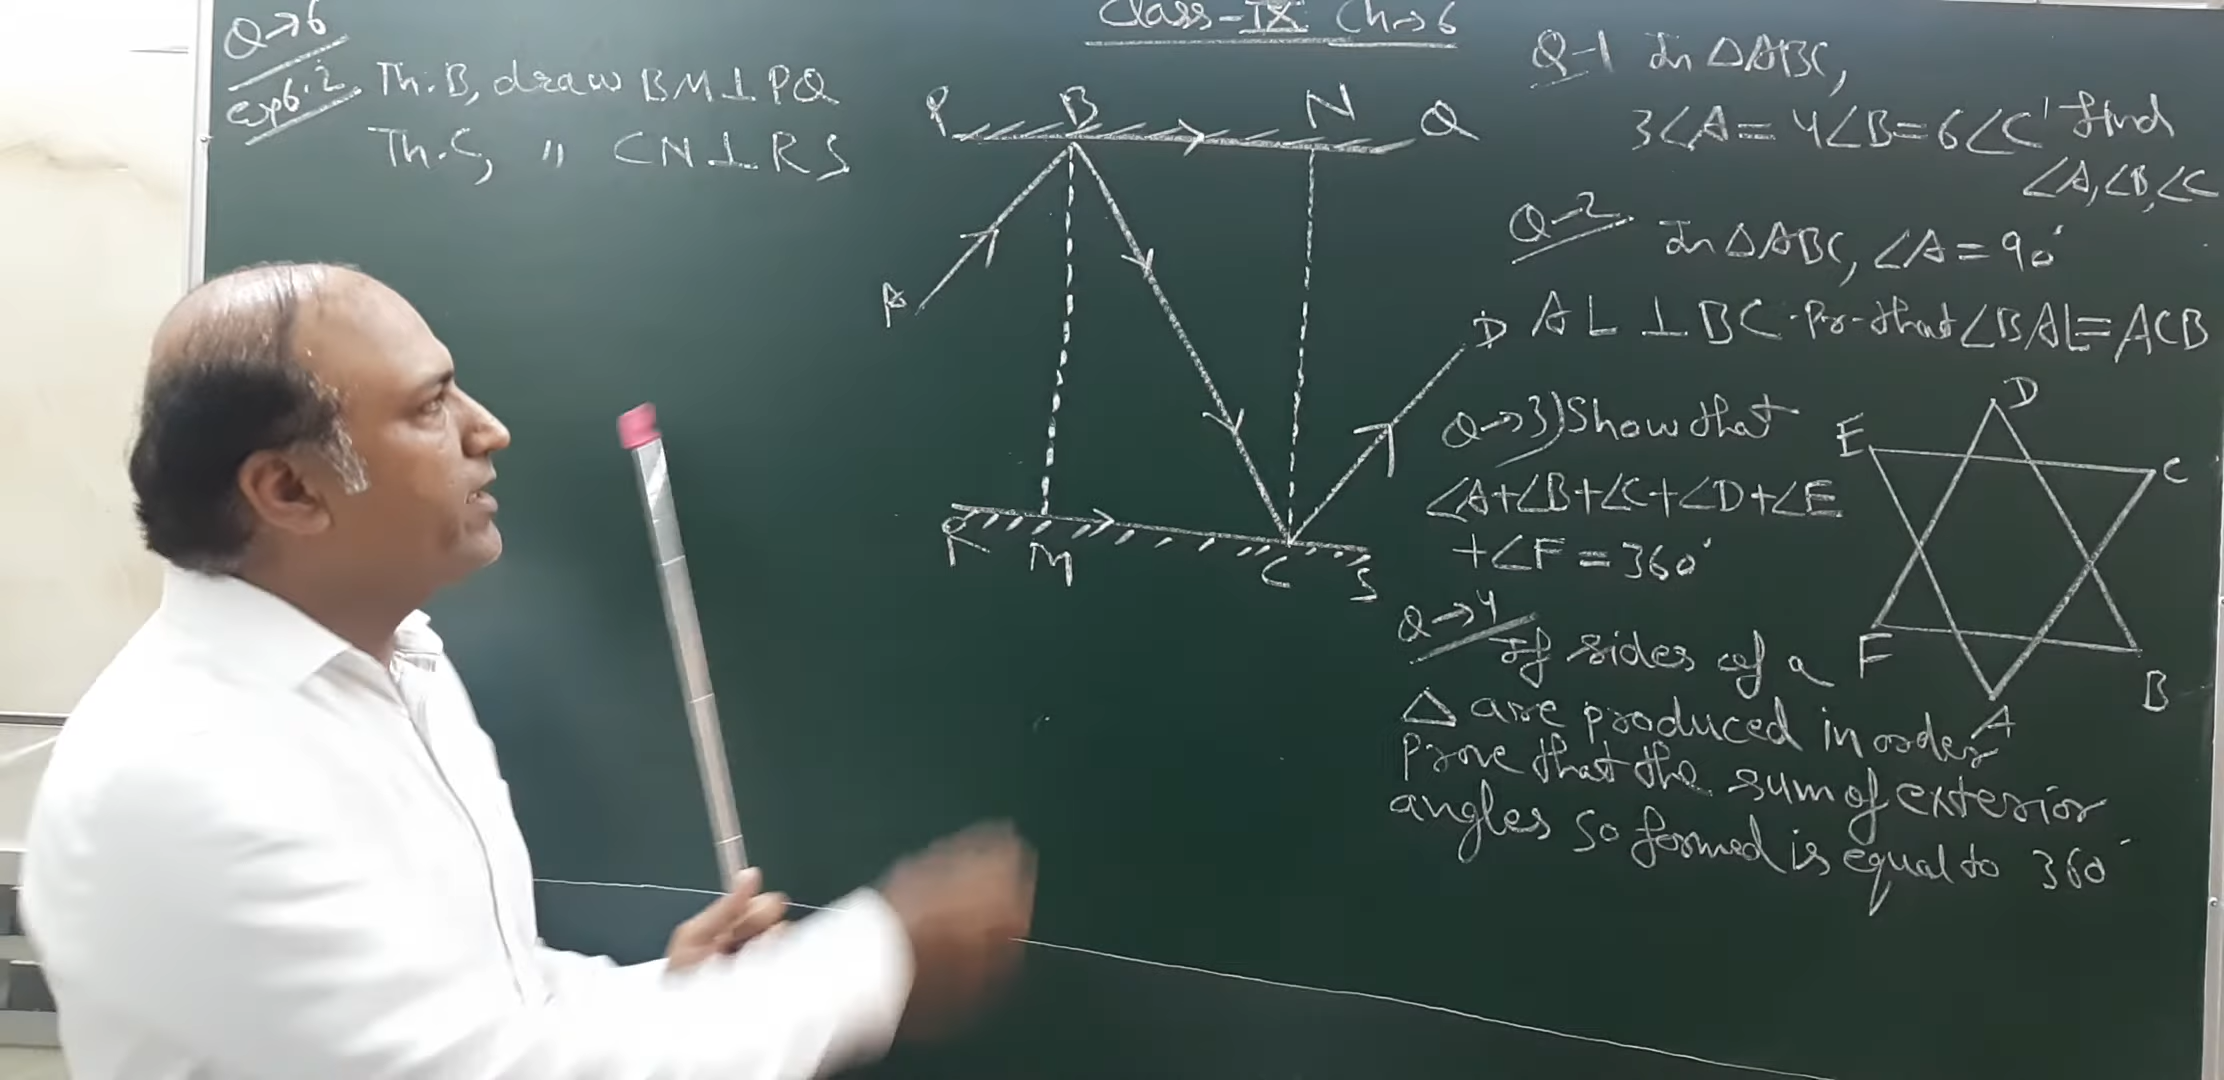 Class-IX Ch→6
Q→6
Exp6.2 Th. B, draw BM⊥PQ
Th. C, " CN⊥RS
P B N Q
A
D
R M C S
Q-1 In △ABC,
3∠A=4∠B=6∠C' find
∠A,∠B,∠C
Q-2 In △ABC, ∠A=90°
AL⊥BC. Pr. that ∠BAL=ACB
Q→3) Show that
∠A+∠B+∠C+∠D+∠E
+∠F=360°
D
E C
F B
A
Q→4
If sides of a
△ are produced in order
prove that the sum of exterior
angles so formed is equal to 360°